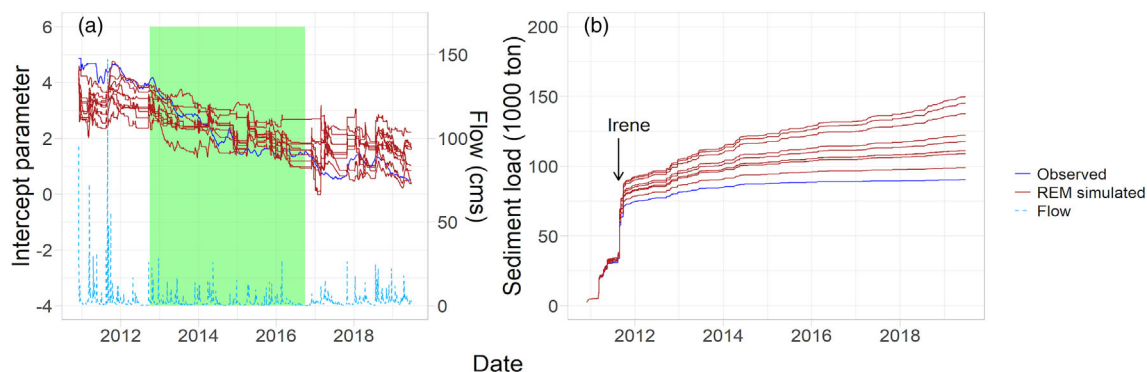 (a)
6
4
2
0
-2
-4
Intercept parameter
150
100
50
0
Flow (cms)
2012 2014 2016 2018
(b)
200
150
100
50
0
Sediment load (1000 ton)
Irene
2012 2014 2016 2018
Date
Observed
REM simulated
Flow